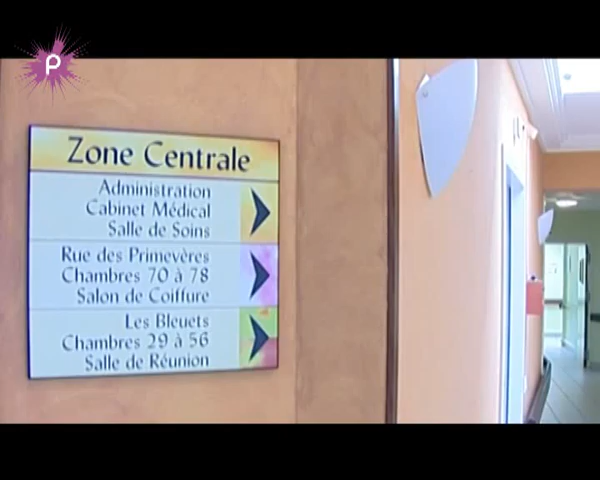 P
Zone Centrale
Administration
Cabinet Médical
Salle de Soins
Rue des Primevères
Chambres 70 à 78
Salon de Coiffure
Les Bleuets
Chambres 29 à 56
Salle de Réunion